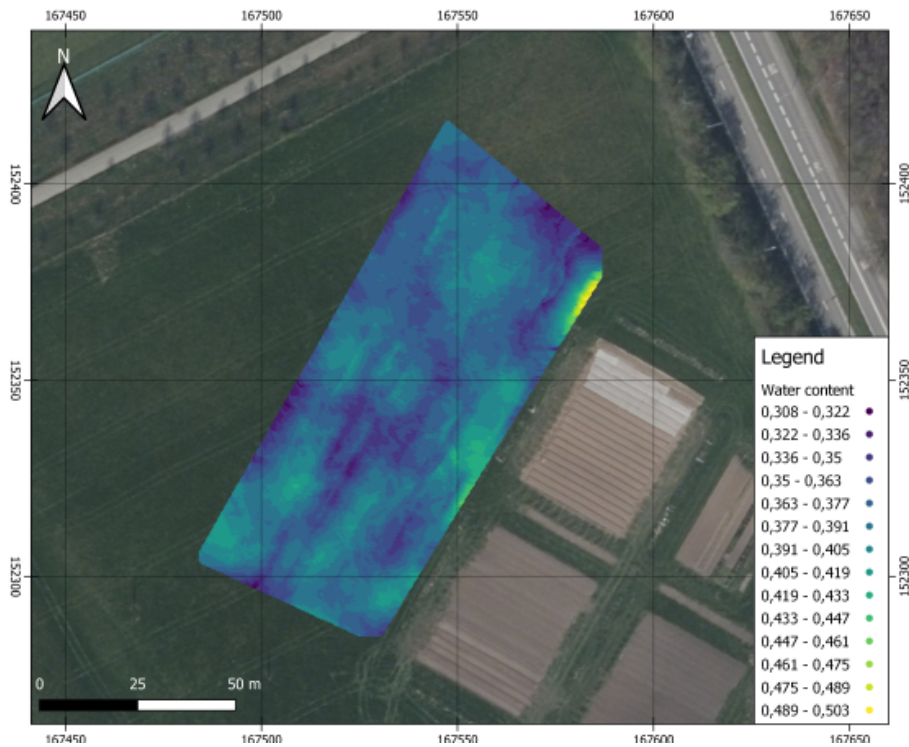 167450 167500 167550 167600 167650
N
152400 152400
152350 152350
152300 152300
Legend
Water content
0,308 - 0,322
0,322 - 0,336
0,336 - 0,35
0,35 - 0,363
0,363 - 0,377
0,377 - 0,391
0,391 - 0,405
0,405 - 0,419
0,419 - 0,433
0,433 - 0,447
0,447 - 0,461
0,461 - 0,475
0,475 - 0,489
0,489 - 0,503
0 25 50 m
167450 167500 167550 167600 167650